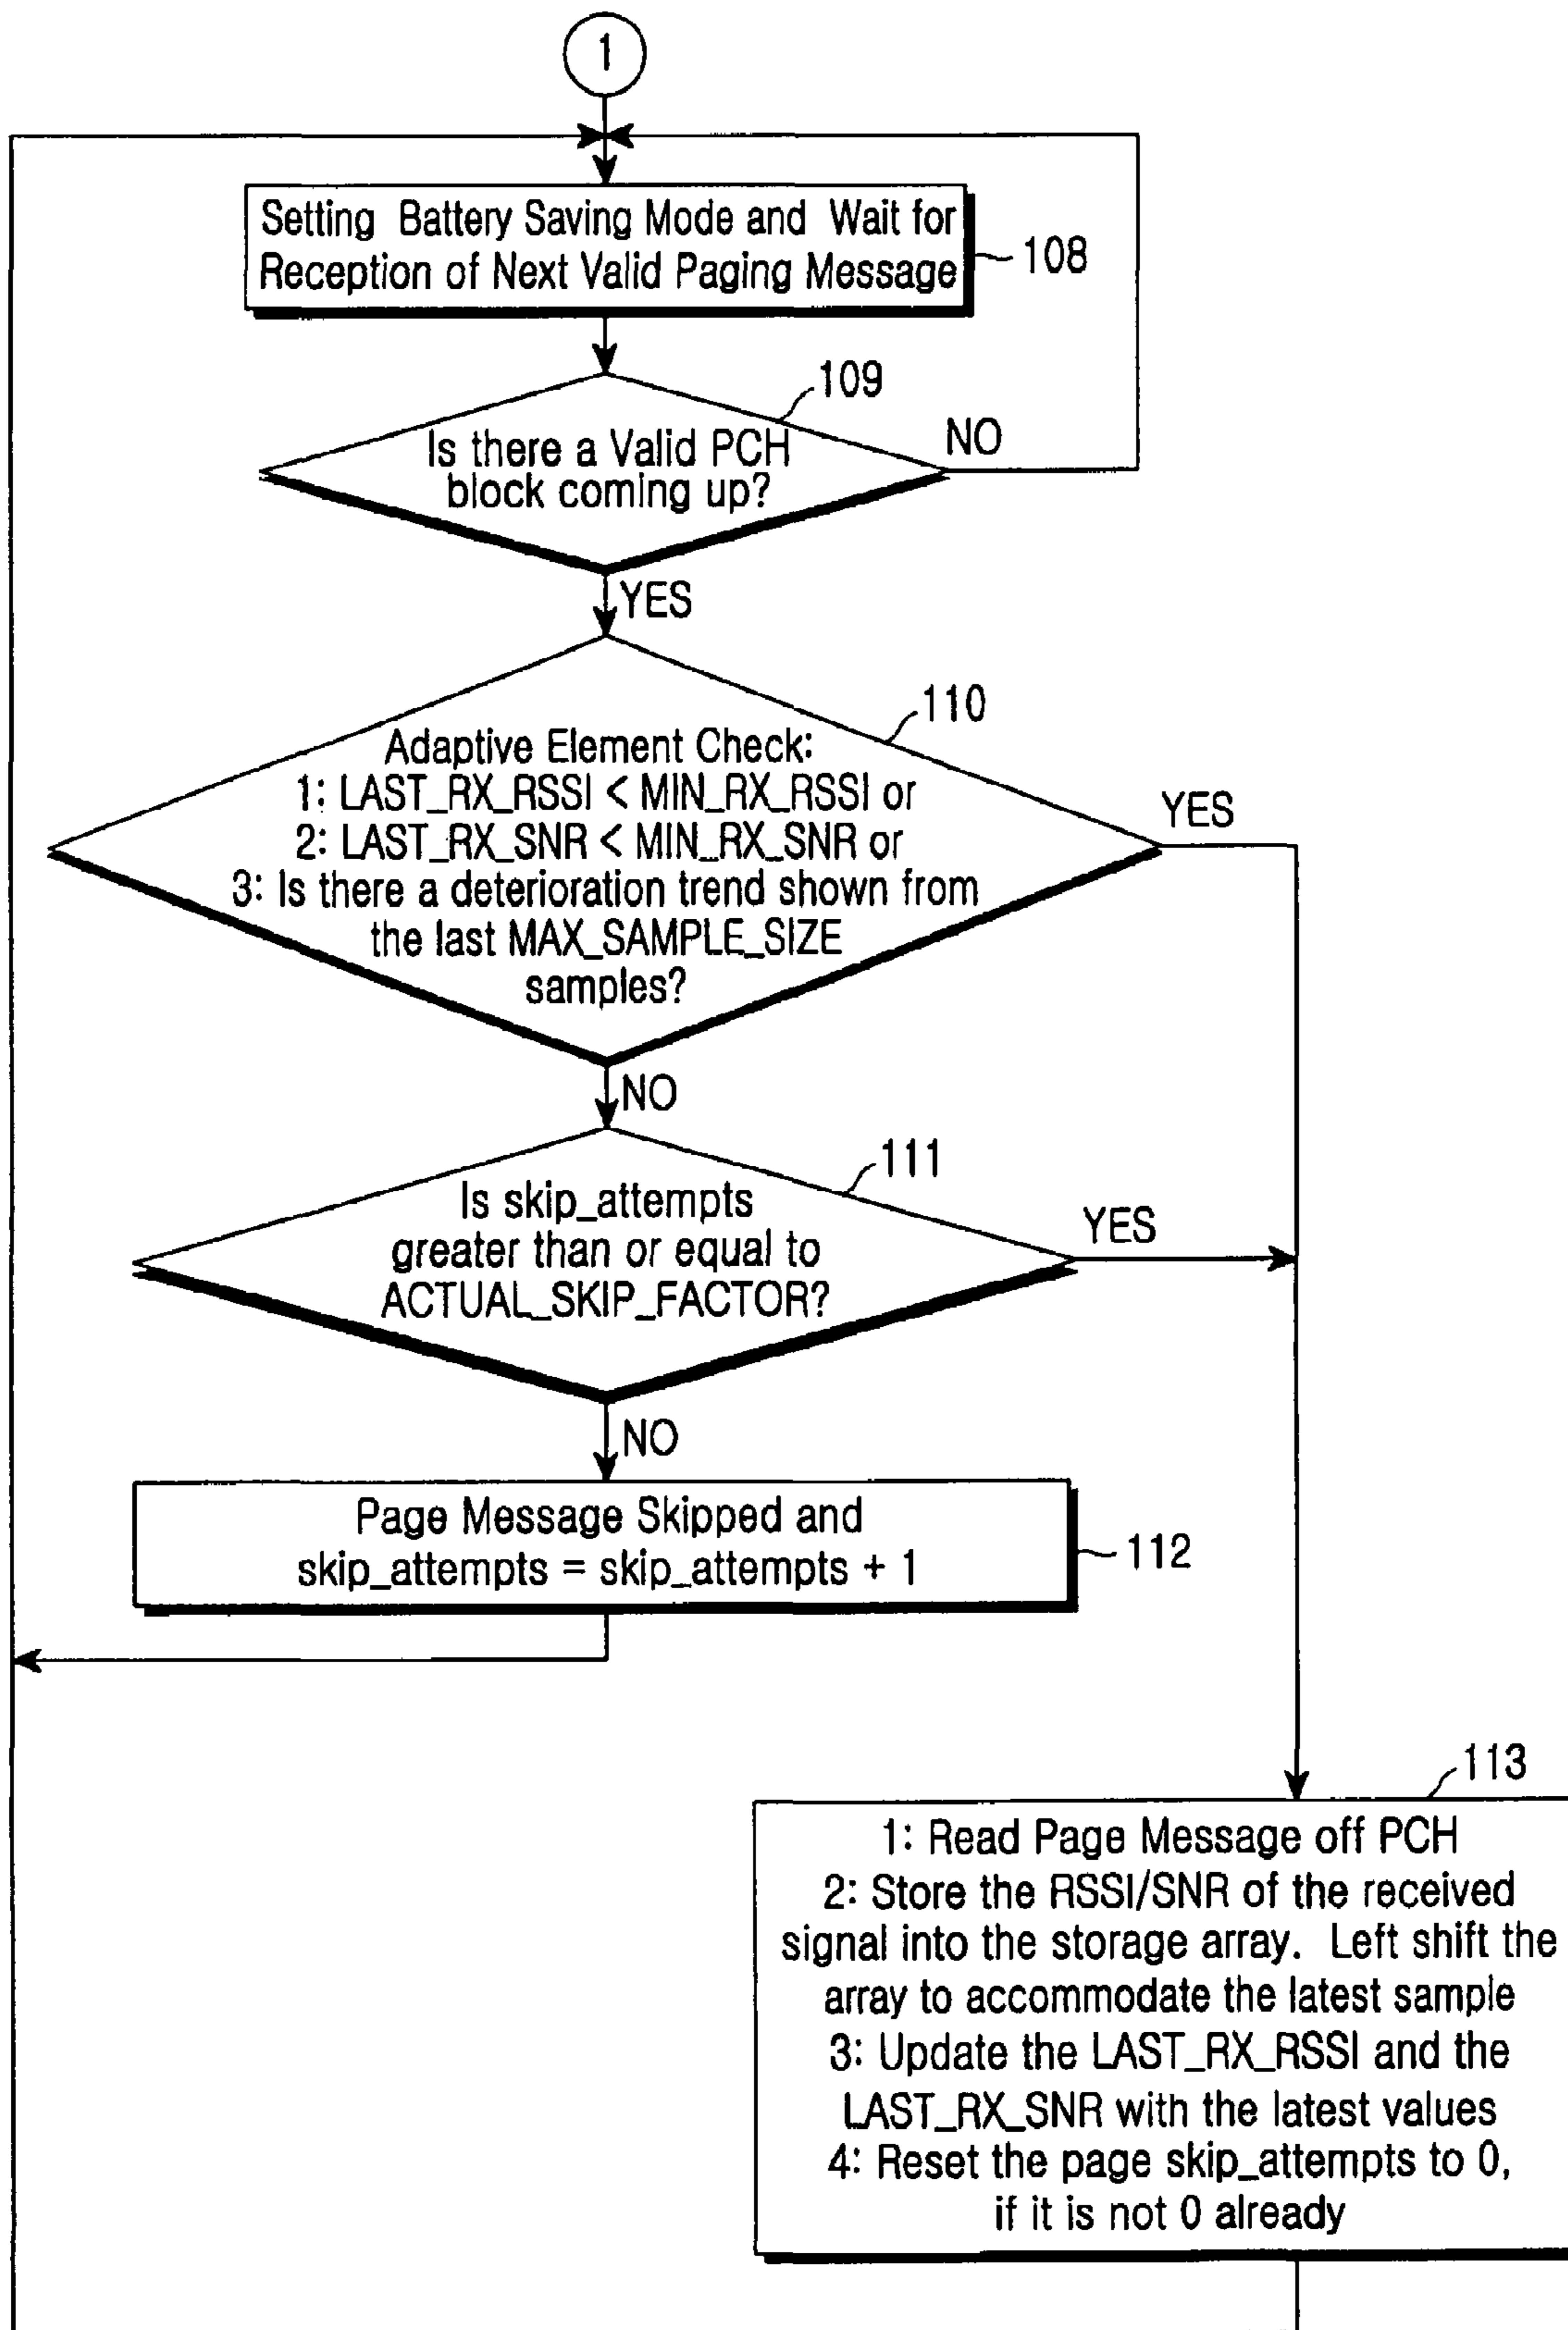 1
Setting Battery Saving Mode and Wait for
Reception of Next Valid Paging Message
108
109
Is there a Valid PCH
block coming up?
NO
YES
110
Adaptive Element Check:
1: LAST_RX_RSSI < MIN_RX_RSSI or
2: LAST_RX_SNR < MIN_RX_SNR or
3: Is there a deterioration trend shown from
the last MAX_SAMPLE_SIZE
samples?
YES
NO
111
Is skip_attempts
greater than or equal to
ACTUAL_SKIP_FACTOR?
YES
NO
Page Message Skipped and
skip_attempts = skip_attempts + 1
112
113
1: Read Page Message off PCH
2: Store the RSSI/SNR of the received
signal into the storage array. Left shift the
array to accommodate the latest sample
3: Update the LAST_RX_RSSI and the
LAST_RX_SNR with the latest values
4: Reset the page skip_attempts to 0,
if it is not 0 already